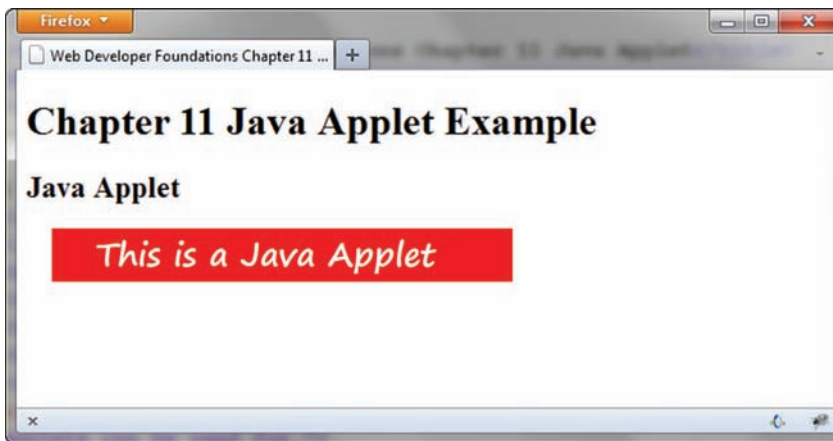 Firefox
Web Developer Foundations Chapter 11 ...
Chapter 11 Java Applet Example
Java Applet
This is a Java Applet